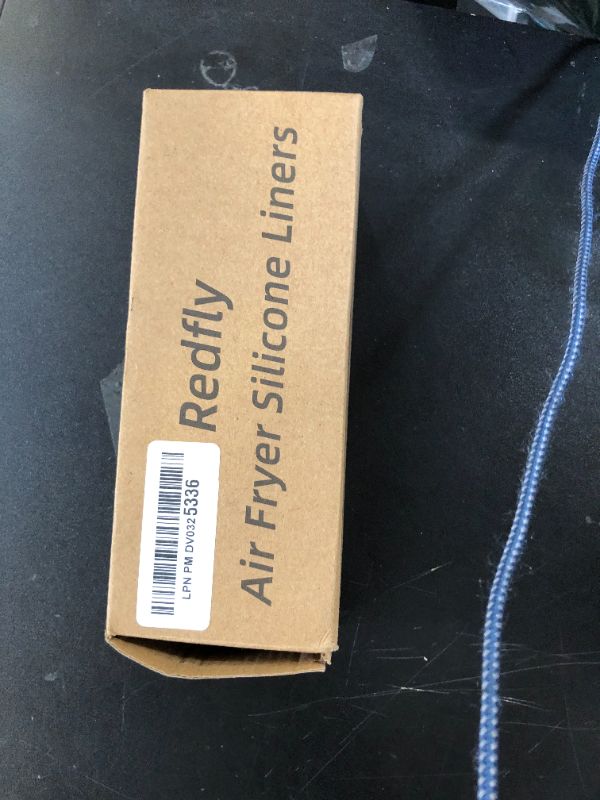 Redfly
Air Fryer Silicone Liners
LPN PM DV0325336